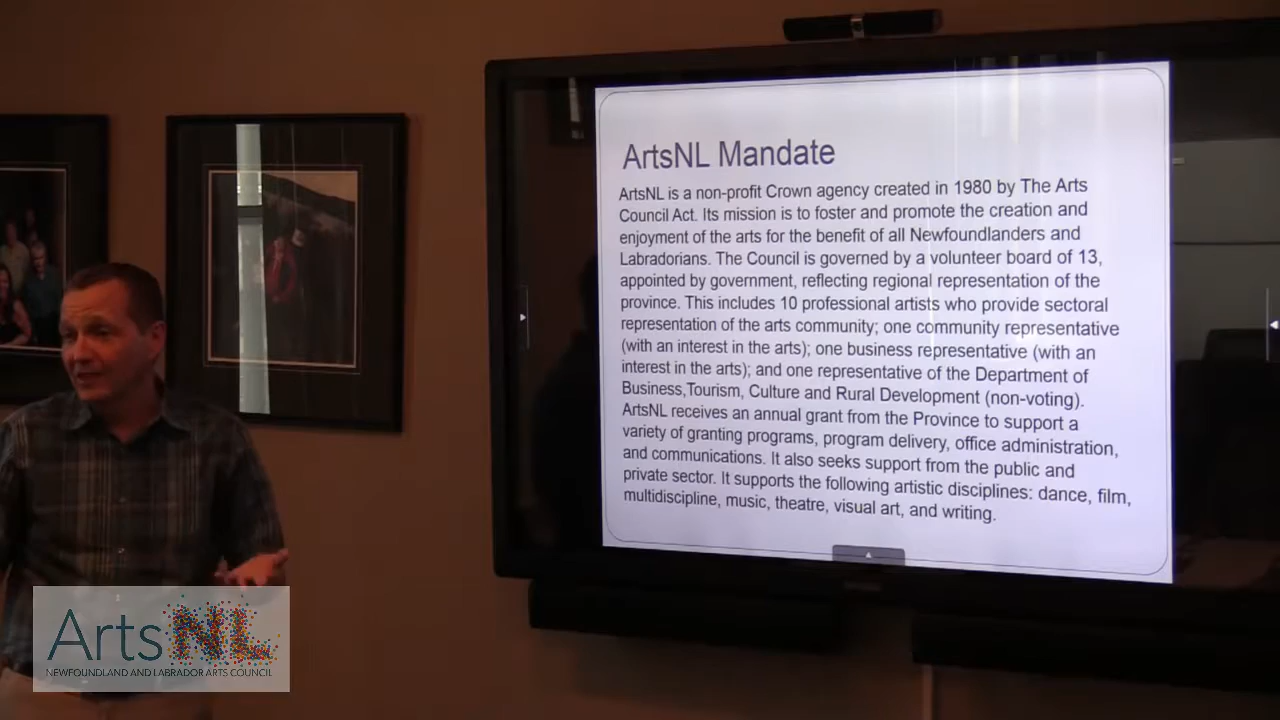 ArtsNL Mandate
ArtsNL is a non-profit Crown agency created in 1980 by The Arts
Council Act. Its mission is to foster and promote the creation and
enjoyment of the arts for the benefit of all Newfoundlanders and
Labradorians. The Council is governed by a volunteer board of 13,
appointed by government, reflecting regional representation of the
province. This includes 10 professional artists who provide sectoral
representation of the arts community; one community representative
(with an interest in the arts); one business representative (with an
interest in the arts); and one representative of the Department of
Business,Tourism, Culture and Rural Development (non-voting).
ArtsNL receives an annual grant from the Province to support a
variety of granting programs, program delivery, office administration,
and communications. It also seeks support from the public and
private sector. It supports the following artistic disciplines: dance, film,
multidiscipline, music, theatre, visual art, and writing.
ArtsNL
NEWFOUNDLAND AND LABRADOR ARTS COUNCIL